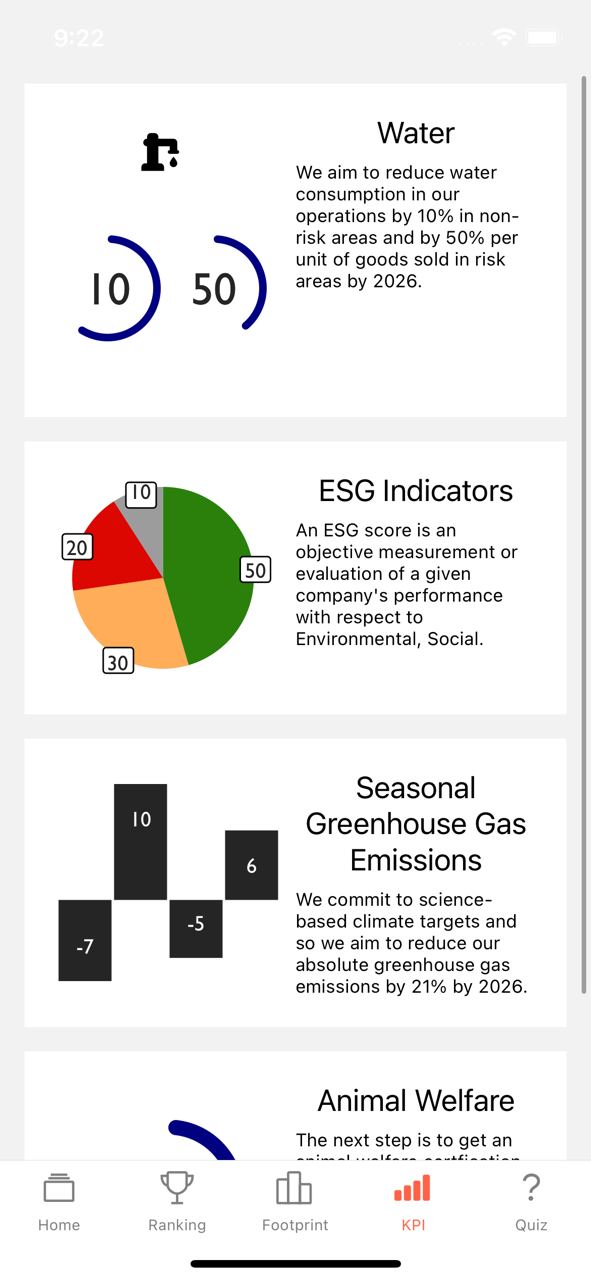 9:22
Water
We aim to reduce water
consumption in our
operations by 10% in non-
risk areas and by 50% per
unit of goods sold in risk
areas by 2026.
10
50
ESG Indicators
An ESG score is an
objective measurement or
evaluation of a given
company's performance
with respect to
Environmental, Social.
10
20
50
30
Seasonal
Greenhouse Gas
Emissions
We commit to science-
based climate targets and
so we aim to reduce our
absolute greenhouse gas
emissions by 21% by 2026.
-7
10
-5
6
Animal Welfare
The next step is to get an
Home
Ranking
Footprint
KPI
? Quiz